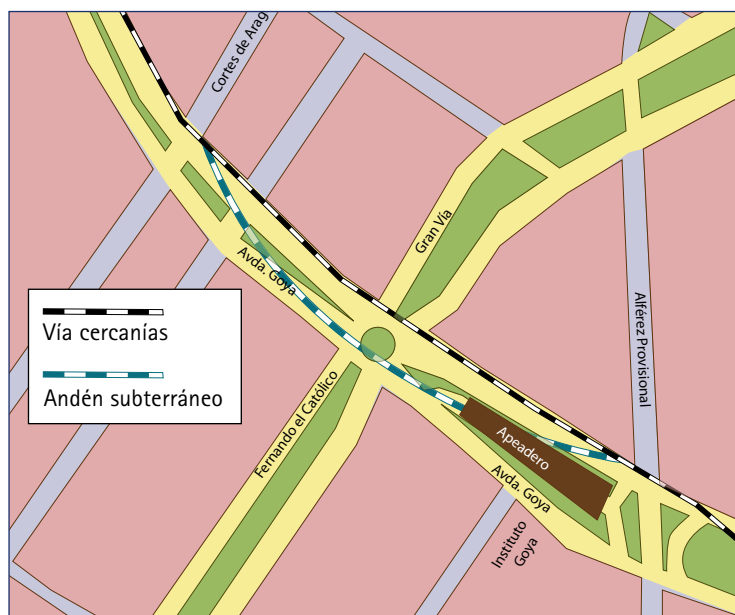 Cortes de Arag
Gran Vía
Avda. Goya
Vía cercanías
Andén subterráneo
Alférez Provisional
Fernando el Católico
Apeadero
Avda. Goya
Instituto
Goya